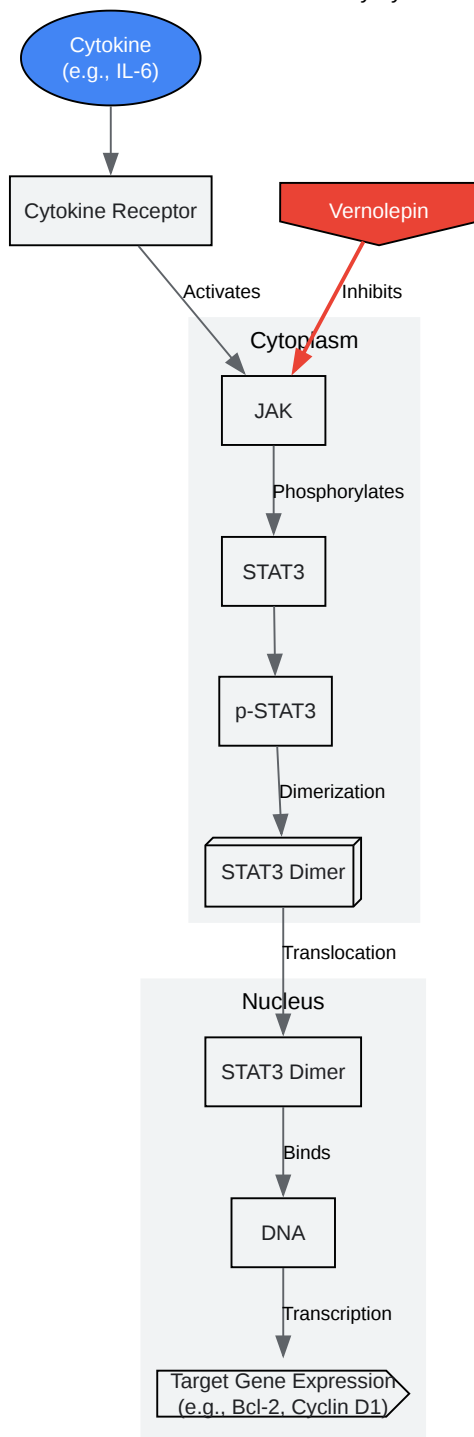 Cytokine
(e.g., IL-6)
Cytokine Receptor
Vernolepin
Activates
Inhibits
Cytoplasm
JAK
Phosphorylates
STAT3
p-STAT3
Dimerization
STAT3 Dimer
Translocation
Nucleus
STAT3 Dimer
Binds
DNA
Transcription
Target Gene Expression
(e.g., Bcl-2, Cyclin D1)